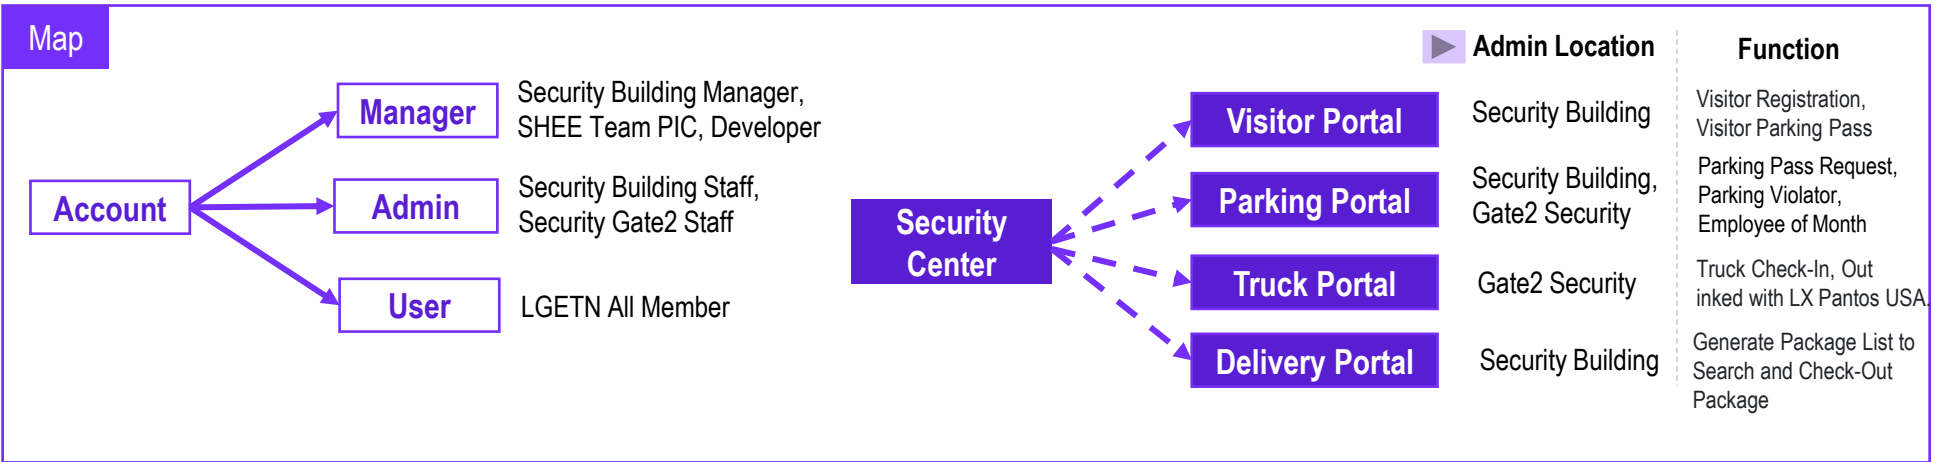 Map
Account
Manager
Security Building Manager,
SHEE Team PIC, Developer
Admin
Security Building Staff,
Security Gate2 Staff
User
LGETN All Member
Security
Center
Admin Location
Function
Visitor Portal
Security Building
Visitor Registration,
Visitor Parking Pass
Parking Portal
Security Building,
Gate2 Security
Parking Pass Request,
Parking Violator,
Employee of Month
Truck Portal
Gate2 Security
Truck Check-In, Out
inked with LX Pantos USA.
Delivery Portal
Security Building
Generate Package List to
Search and Check-Out
Package